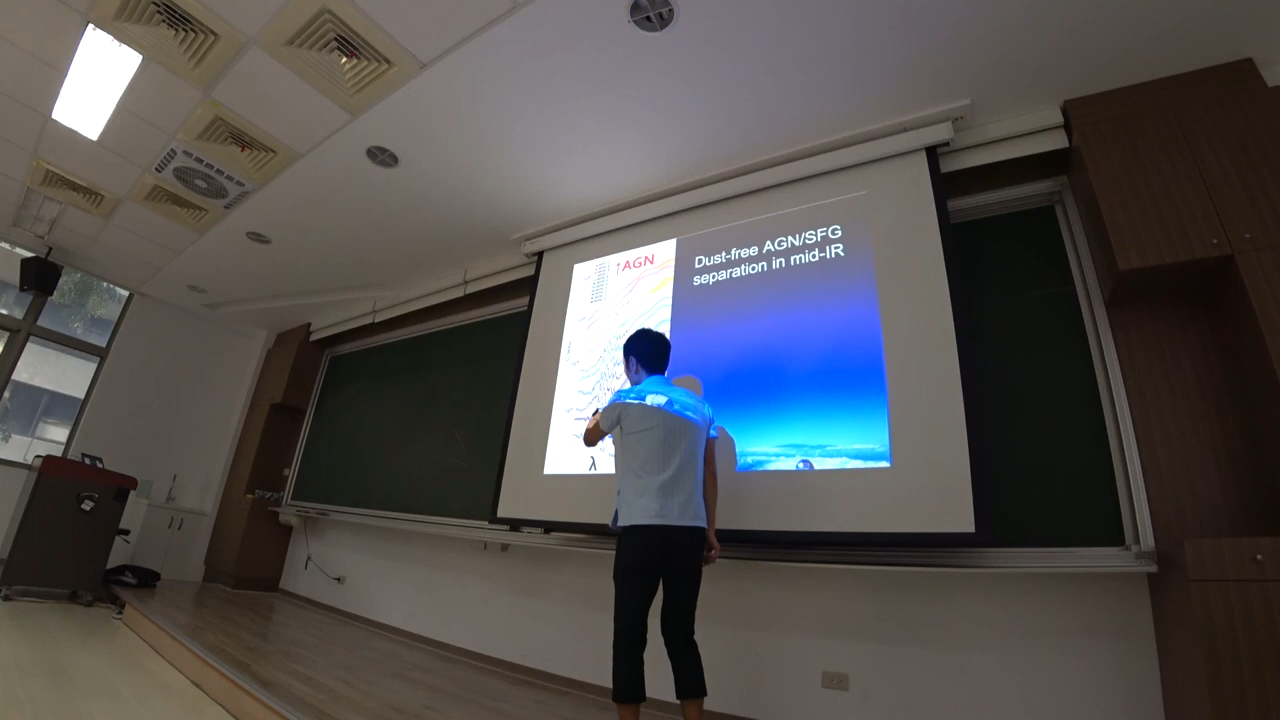 ↑AGN
Dust-free AGN/SFG
separation in mid-IR
λ